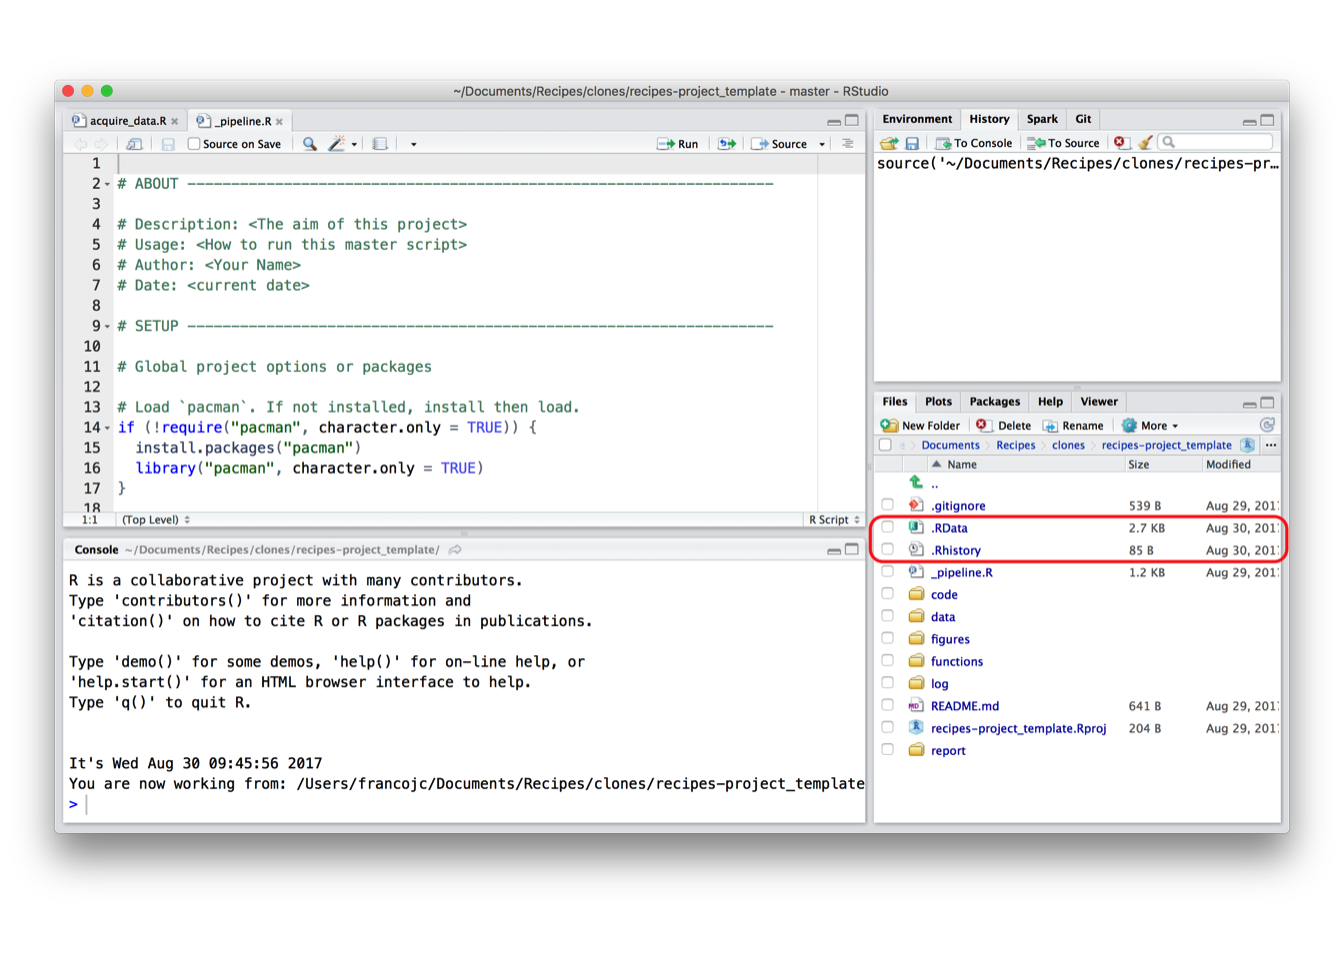 ~/Documents/Recipes/clones/recipes-project_template - master - RStudio
acquire_data.R
_pipeline.R
Source on Save
Run
Source
1
2 # ABOUT --------------------------------------------------------------------
3
4 # Description: <The aim of this project>
5 # Usage: <How to run this master script>
6 # Author: <Your Name>
7 # Date: <current date>
8
9 # SETUP --------------------------------------------------------------------
10
11 # Global project options or packages
12
13 # Load `pacman`. If not installed, install then load.
14 if (!require("pacman", character.only = TRUE)) {
15 install.packages("pacman")
16 library("pacman", character.only = TRUE)
17 }
18
1:1 (Top Level) R Script
Console ~/Documents/Recipes/clones/recipes-project_template/
R is a collaborative project with many contributors.
Type 'contributors()' for more information and
'citation()' on how to cite R or R packages in publications.
Type 'demo()' for some demos, 'help()' for on-line help, or
'help.start()' for an HTML browser interface to help.
Type 'q()' to quit R.
It's Wed Aug 30 09:45:56 2017
You are now working from: /Users/francojc/Documents/Recipes/clones/recipes-project_template
>
Environment History Spark Git
To Console To Source
source('~/Documents/Recipes/clones/recipes-pr…
Files Plots Packages Help Viewer
New Folder Delete Rename More
Documents Recipes clones recipes-project_template ...
Name Size Modified
..
.gitignore 539 B Aug 29, 201
.RData 2.7 KB Aug 30, 201
.Rhistory 85 B Aug 30, 201
_pipeline.R 1.2 KB Aug 29, 201
code
data
figures
functions
log
README.md 641 B Aug 29, 201
recipes-project_template.Rproj 204 B Aug 29, 201
report